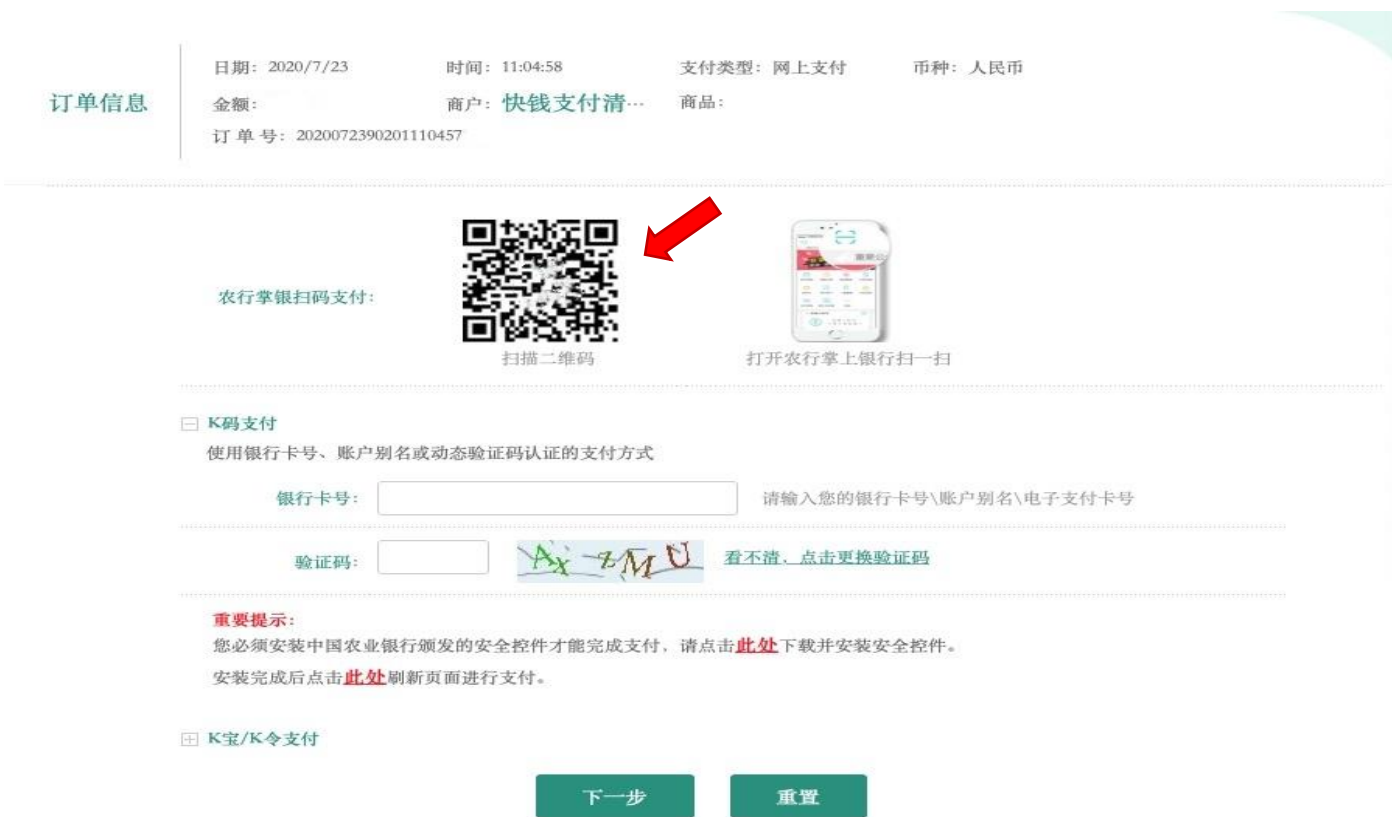 日期：2020/7/23 时间：11:04:58 支付类型：网上支付 币种：人民币
订单信息 金额： 商户：快钱支付清… 商品：
订 单 号：2020072390201110457
农行掌银扫码支付：
扫描二维码 打开农行掌上银行扫一扫
K码支付
使用银行卡号、账户别名或动态验证码认证的支付方式
银行卡号： 请输入您的银行卡号\账户别名\电子支付卡号
验证码： 看不清，点击更换验证码
重要提示：
您必须安装中国农业银行颁发的安全控件才能完成支付，请点击此处下载并安装安全控件。
安装完成后点击此处刷新页面进行支付。
K宝/K令支付
下一步 重置